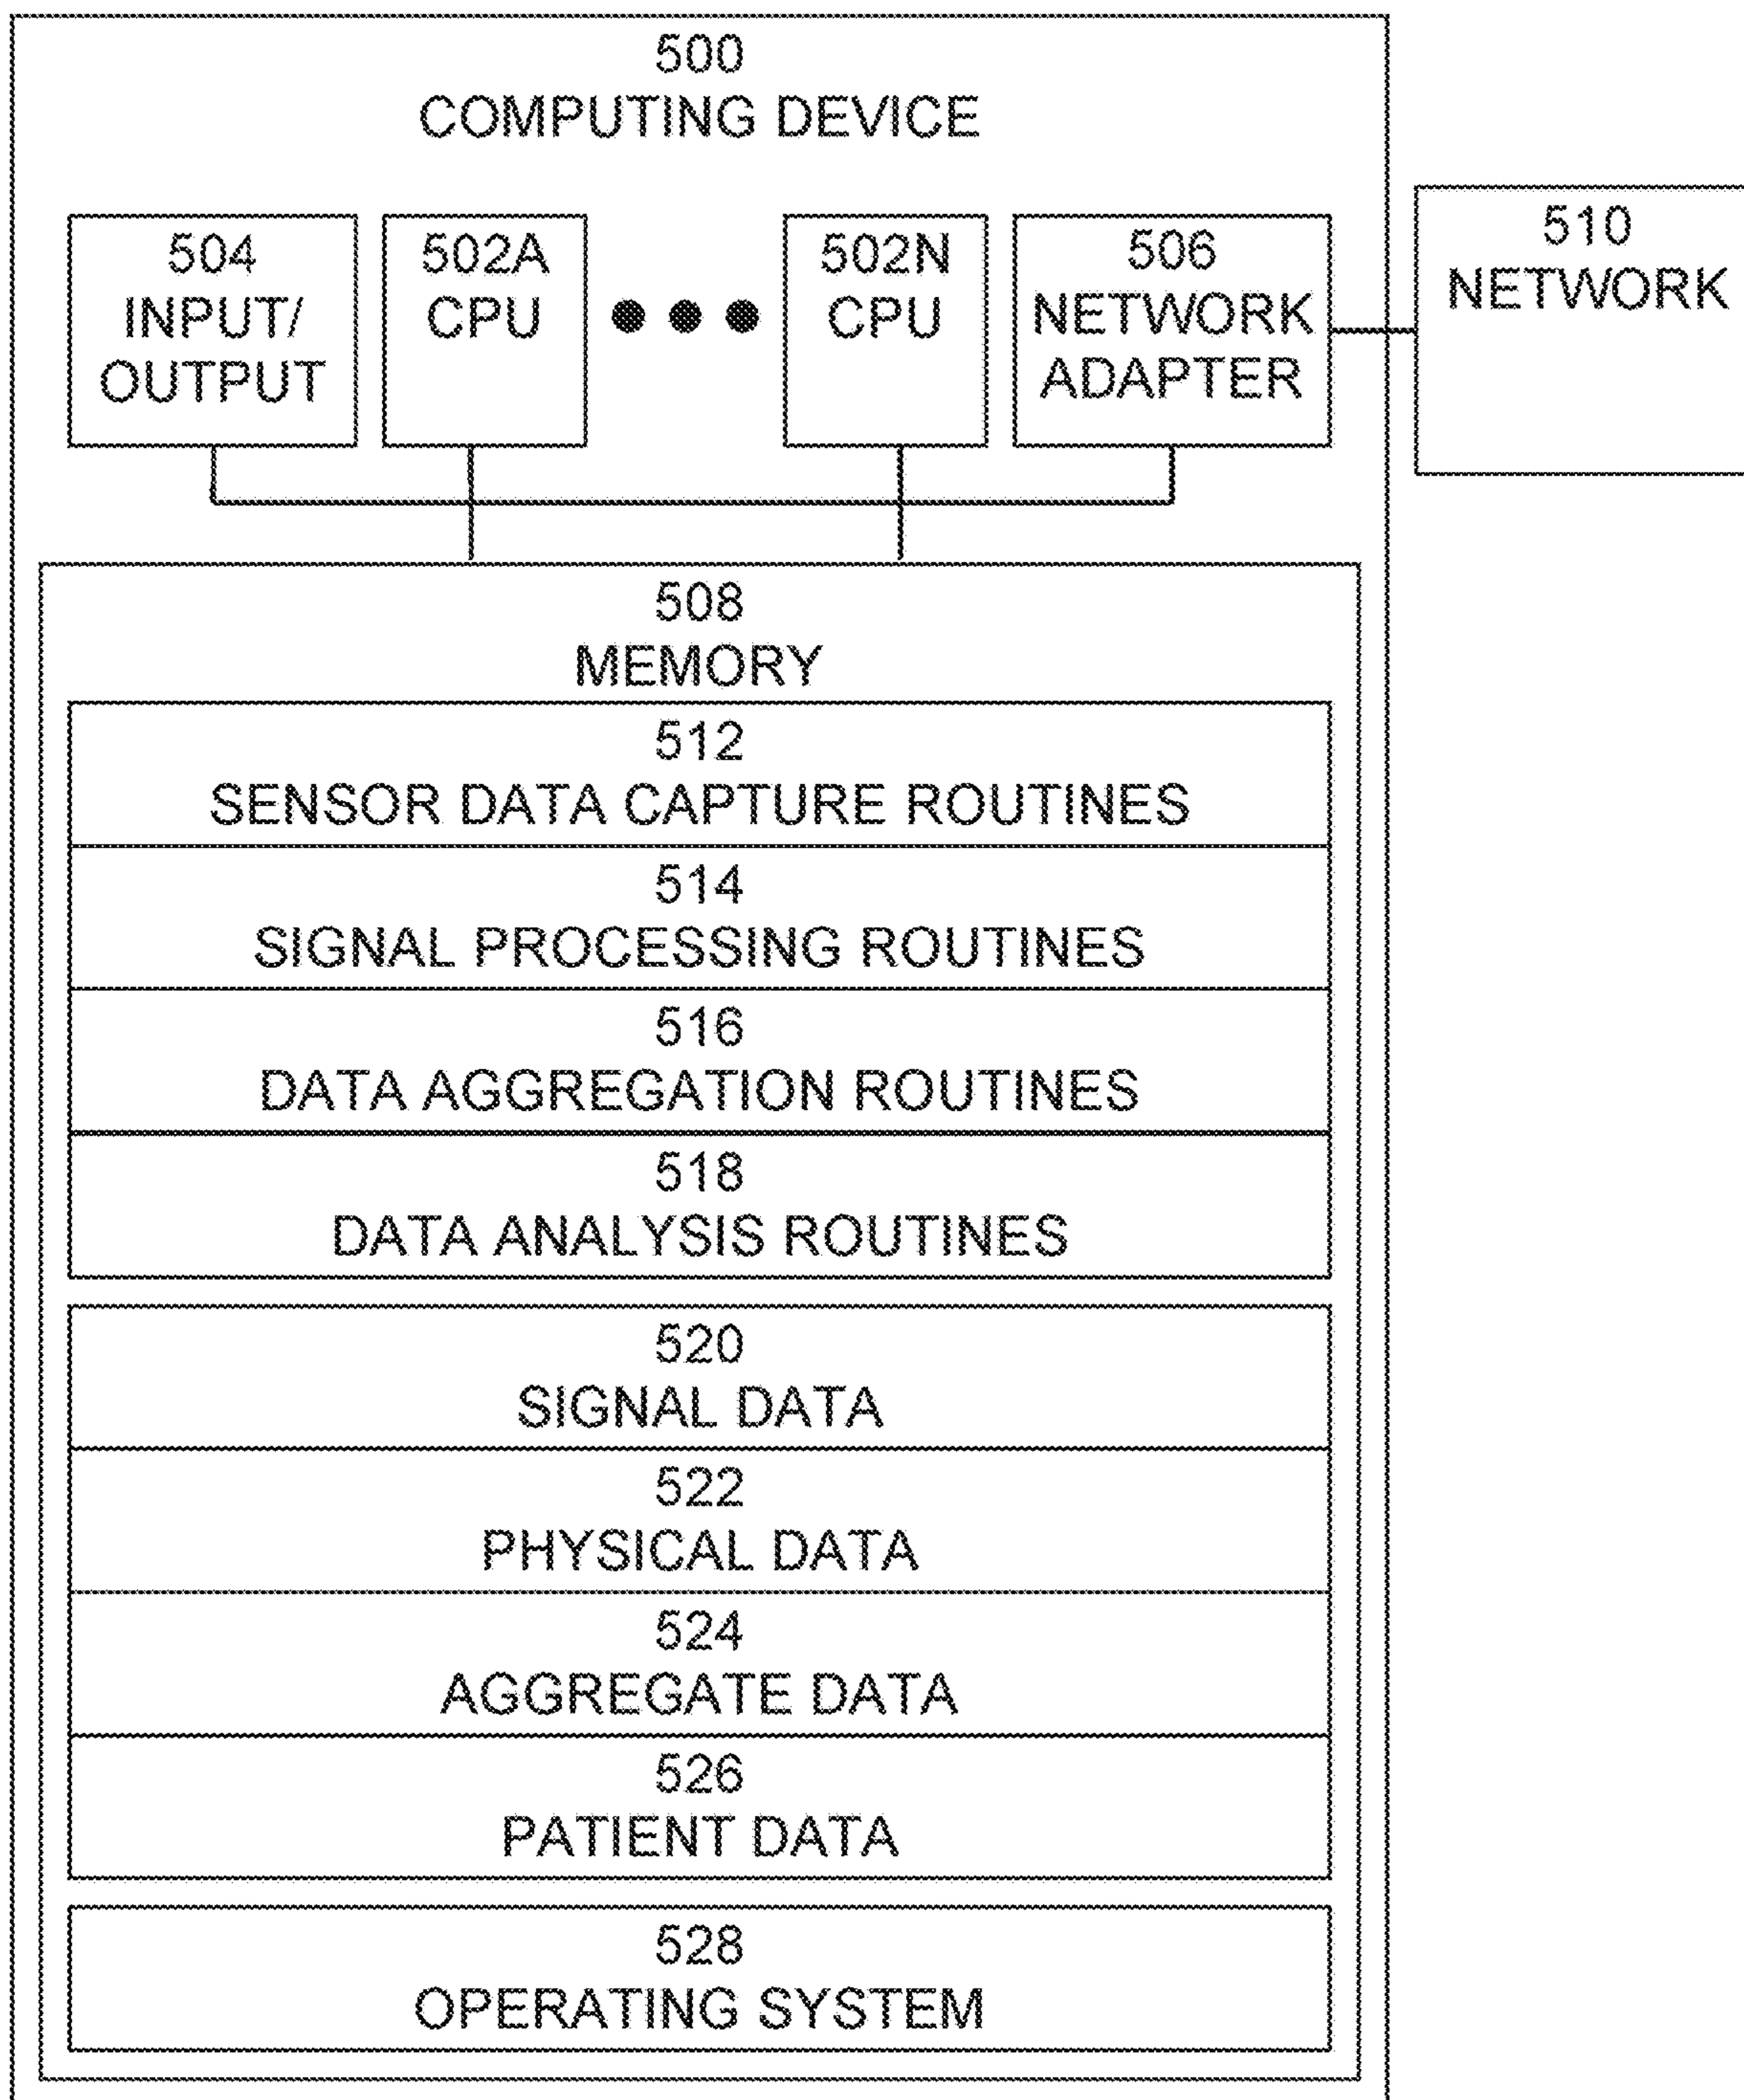 500
COMPUTING DEVICE
504
INPUT/
OUTPUT
502A
CPU
502N
CPU
506
NETWORK
ADAPTER
510
NETWORK
508
MEMORY
512
SENSOR DATA CAPTURE ROUTINES
514
SIGNAL PROCESSING ROUTINES
516
DATA AGGREGATION ROUTINES
518
DATA ANALYSIS ROUTINES
520
SIGNAL DATA
522
PHYSICAL DATA
524
AGGREGATE DATA
526
PATIENT DATA
528
OPERATING SYSTEM